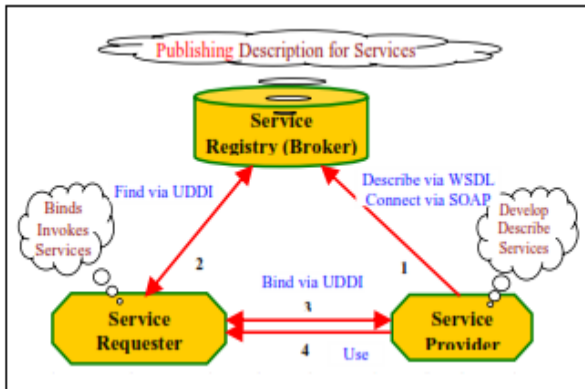 Publishing Description for Services
Service
Registry (Broker)
Find via UDDI
Describe via WSDL
Connect via SOAP
Binds
Invokes
Services
Develop
Describe
Services
2
1
Bind via UDDI
3
Service
Requester
Service
Provider
4
Use